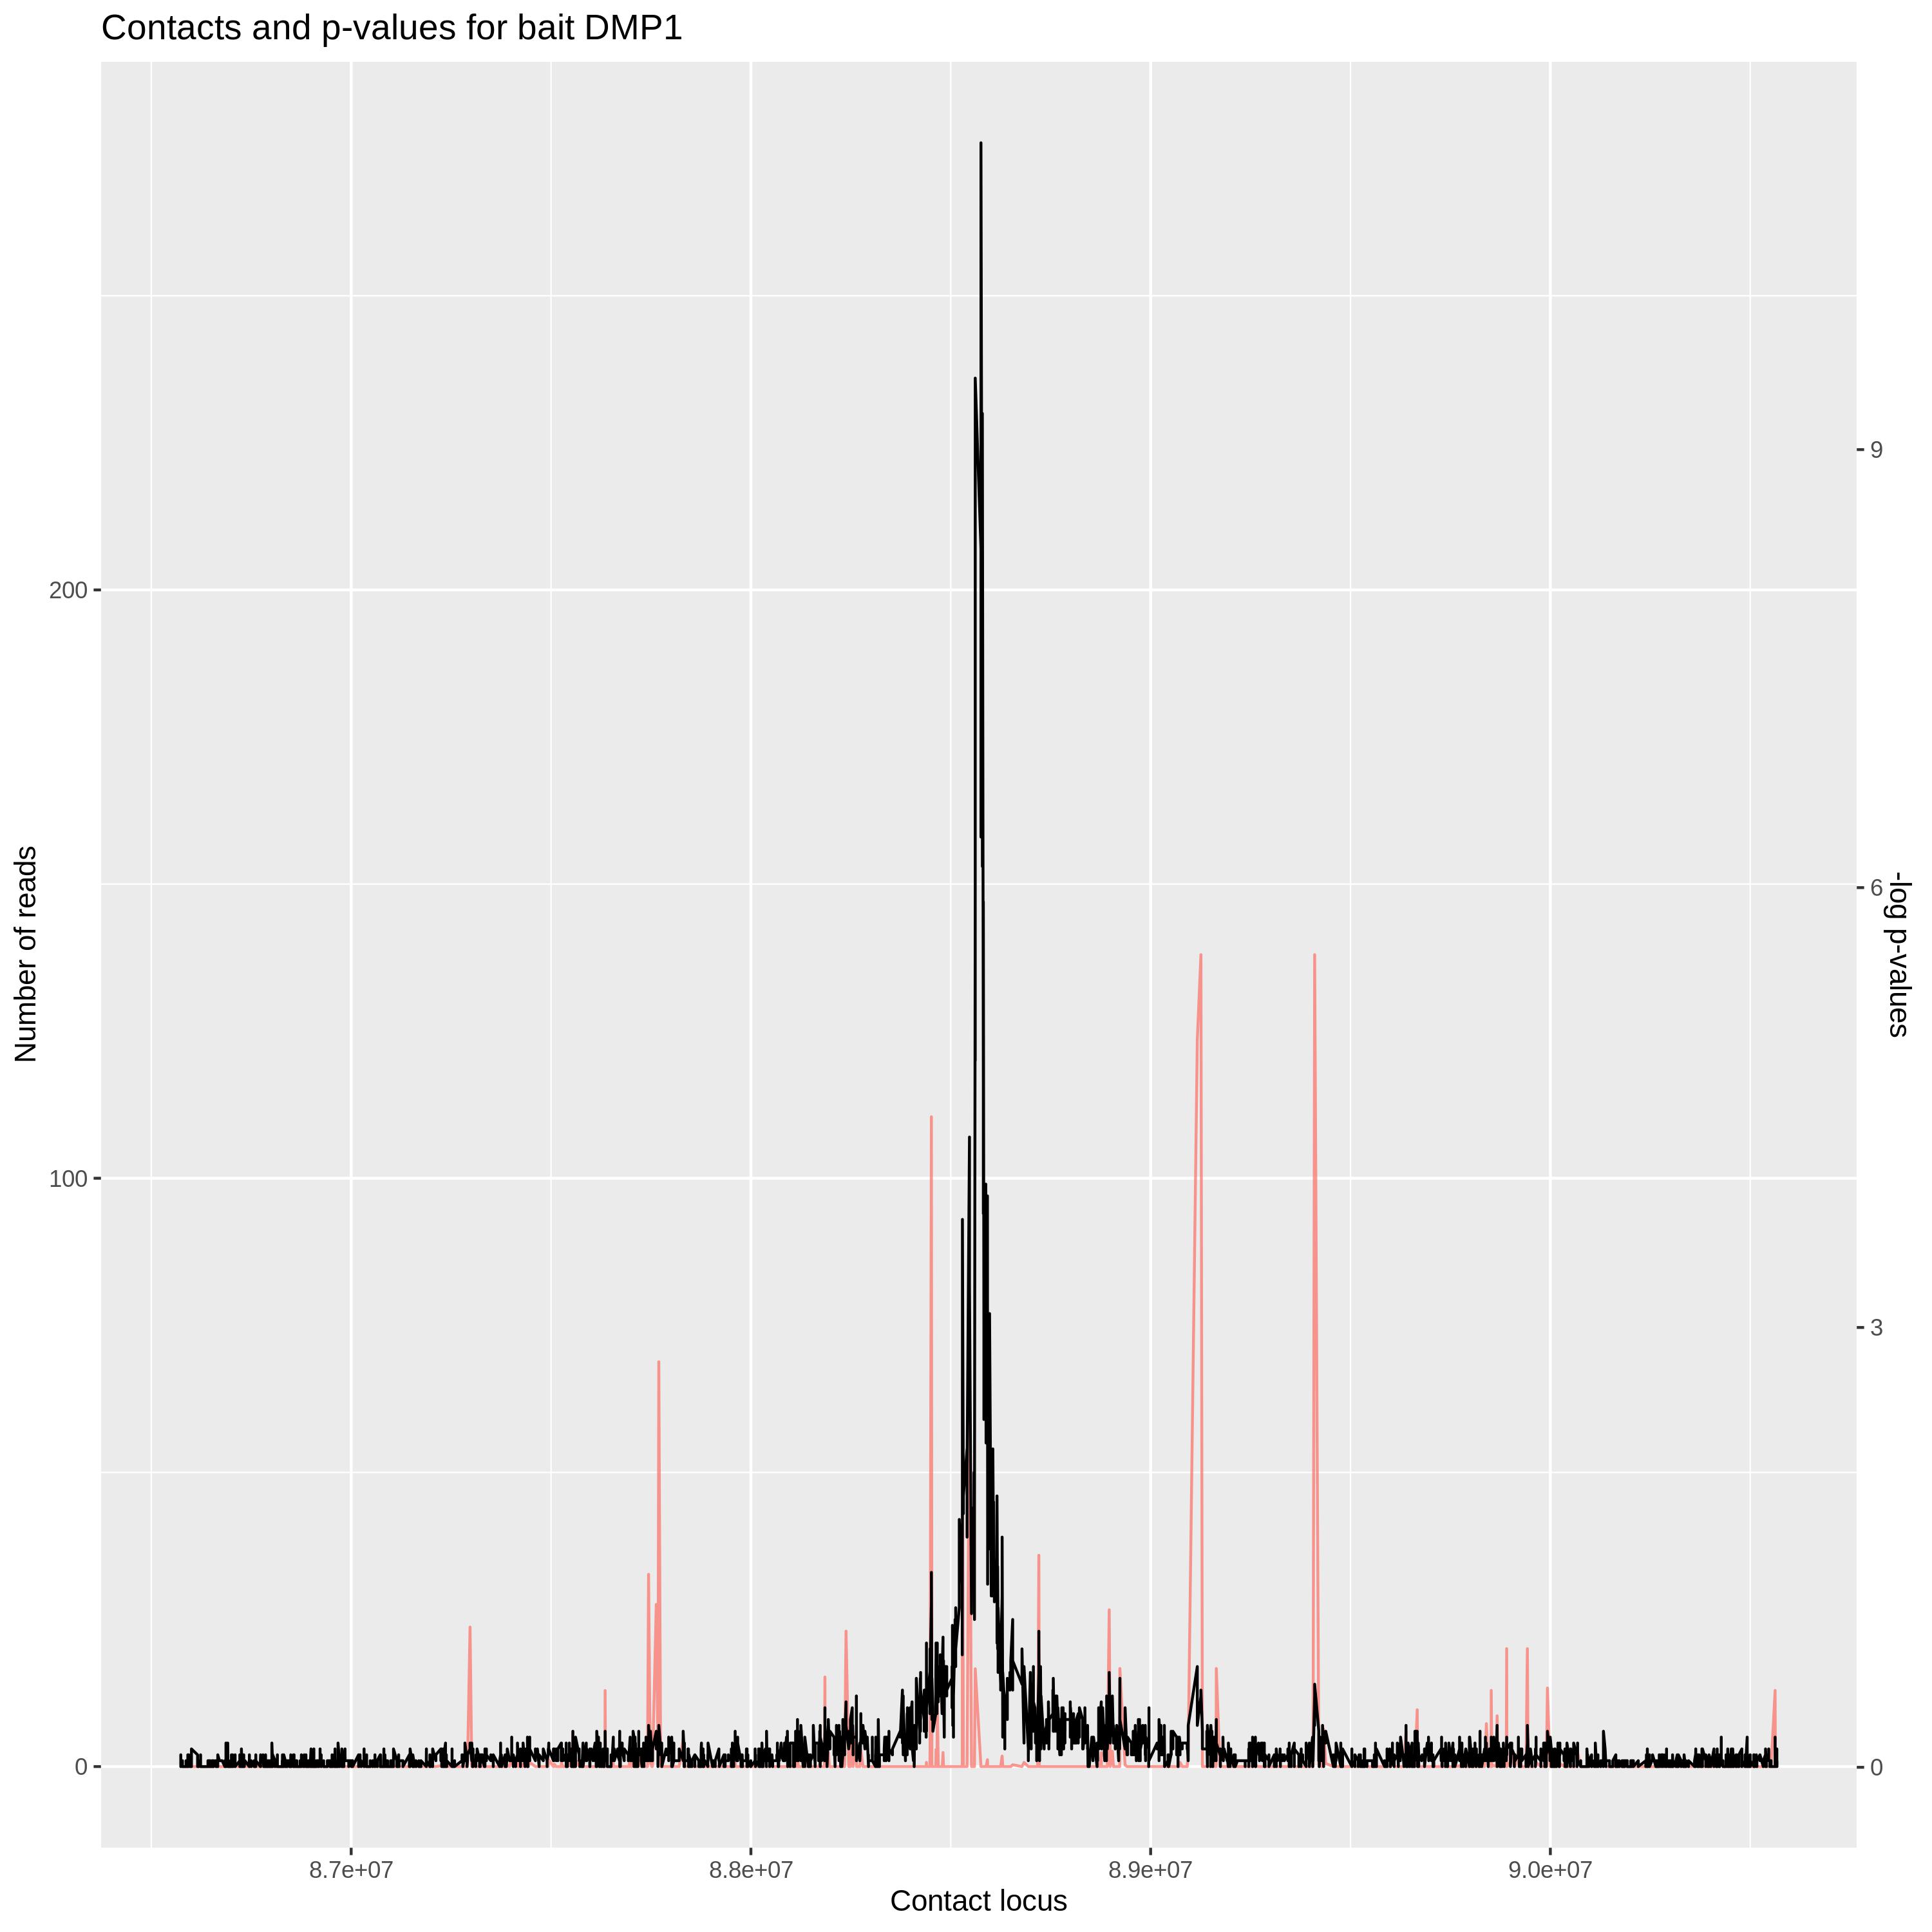 Contacts and p-values for bait DMP1
Number of reads
200
100
0
9
6
3
0
-log p-values
8.7e+07 8.8e+07 8.9e+07 9.0e+07
Contact locus